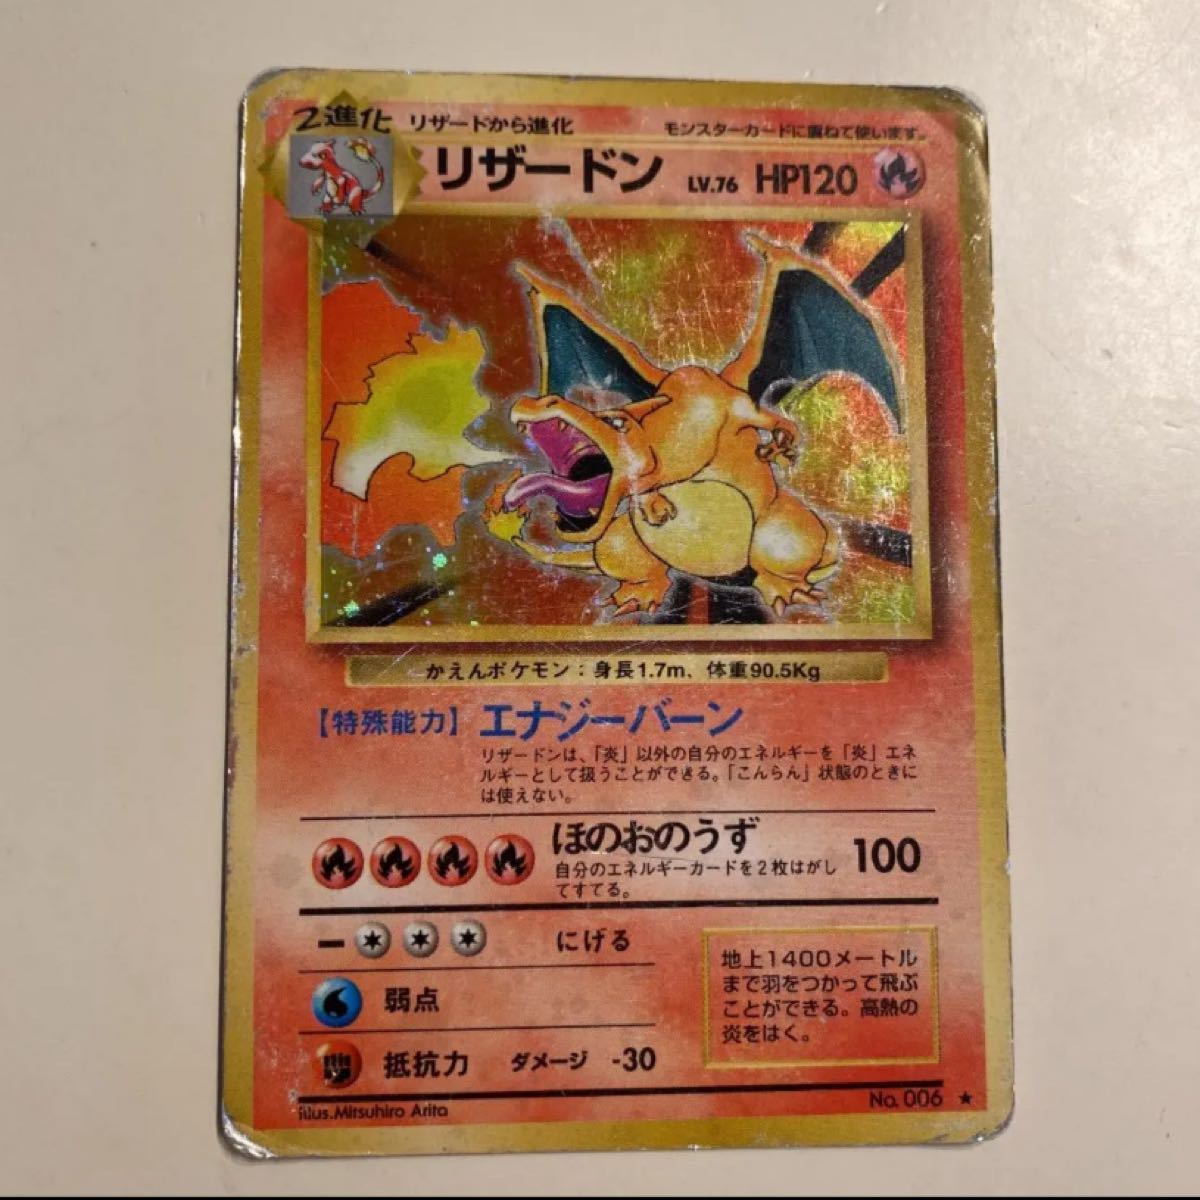 2進化 リザードから進化 モンスターカードに重ねて使います。
リザードン LV.76 HP120
かえんポケモン：身長1.7m、体重90.5Kg
【特殊能力】エナジーバーン
リザードンは、「炎」以外の自分のエネルギーを「炎」エネ
ルギーとして扱うことができる。「こんらん」状態のときに
は使えない。
ほのおのうず 100
自分のエネルギーカードを２枚はがし
てすてる。
ー にげる
弱点
抵抗力 ダメージ -30
地上1400メートル
まで羽をつかって飛ぶ
ことができる。高熱の
炎をはく。
illus.Mitsuhiro Arita
No. 006 ★